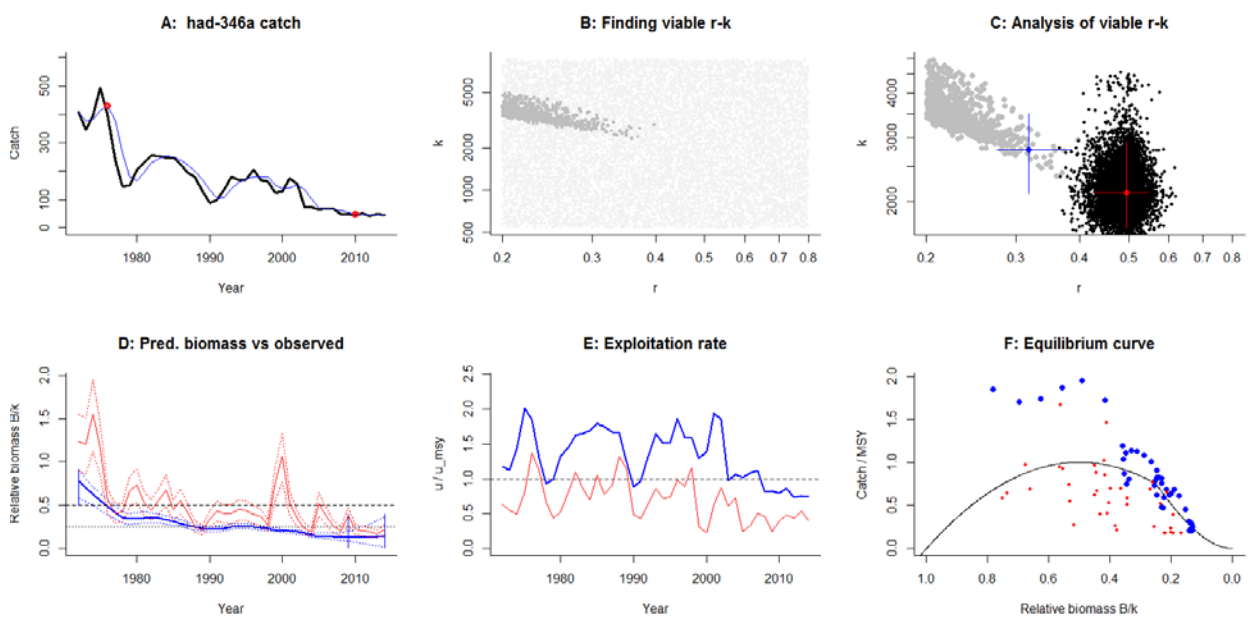 A: had-346a catch
Catch
500
300
100
0
1980 1990 2000 2010
Year
B: Finding viable r-k
k
5000
2000
1000
500
0.2 0.3 0.4 0.5 0.6 0.7 0.8
r
C: Analysis of viable r-k
k
4000
3000
2000
0.2 0.3 0.4 0.5 0.6 0.7 0.8
r
D: Pred. biomass vs observed
Relative biomass B/k
2.0
1.5
1.0
0.5
0.0
1980 1990 2000 2010
Year
E: Exploitation rate
u / u_msy
2.5
2.0
1.5
1.0
0.5
0.0
1980 1990 2000 2010
Year
F: Equilibrium curve
Catch / MSY
2.0
1.5
1.0
0.5
0.0
1.0 0.8 0.6 0.4 0.2 0.0
Relative biomass B/k